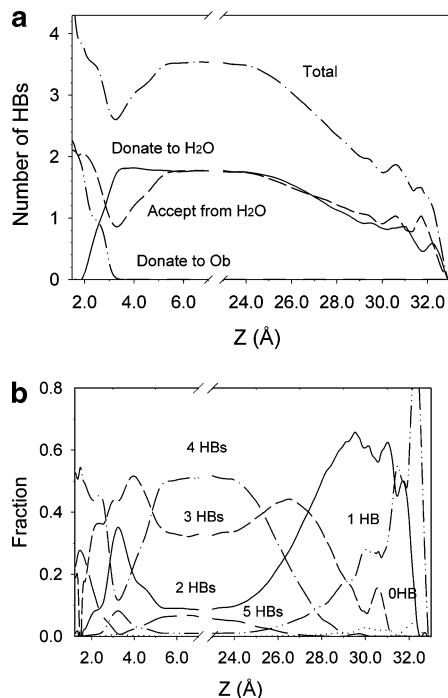 a
4
3
2
1
0
Number of HBs
Total
Donate to H2O
Accept from H2O
Donate to Ob
2.0 4.0 6.0 24.0 26.0 28.0 30.0 32.0
Z (Å)
b
0.8
0.6
0.4
0.2
0.0
Fraction
4 HBs
3 HBs
1 HB
2 HBs
5 HBs
0HB
2.0 4.0 6.0 24.0 26.0 28.0 30.0 32.0
Z (Å)